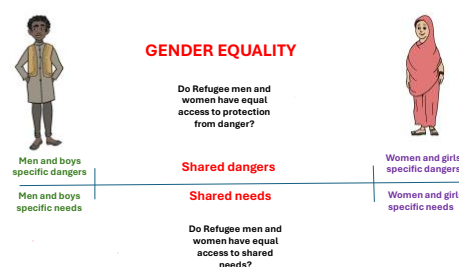 GENDER EQUALITY
Do Refugee men and
women have equal
access to protection
from danger?
Men and boys
specific dangers
Shared dangers
Women and girls
specific dangers
Men and boys
specific needs
Shared needs
Women and girl
specific needs
Do Refugee men and
women have equal
access to shared
needs?